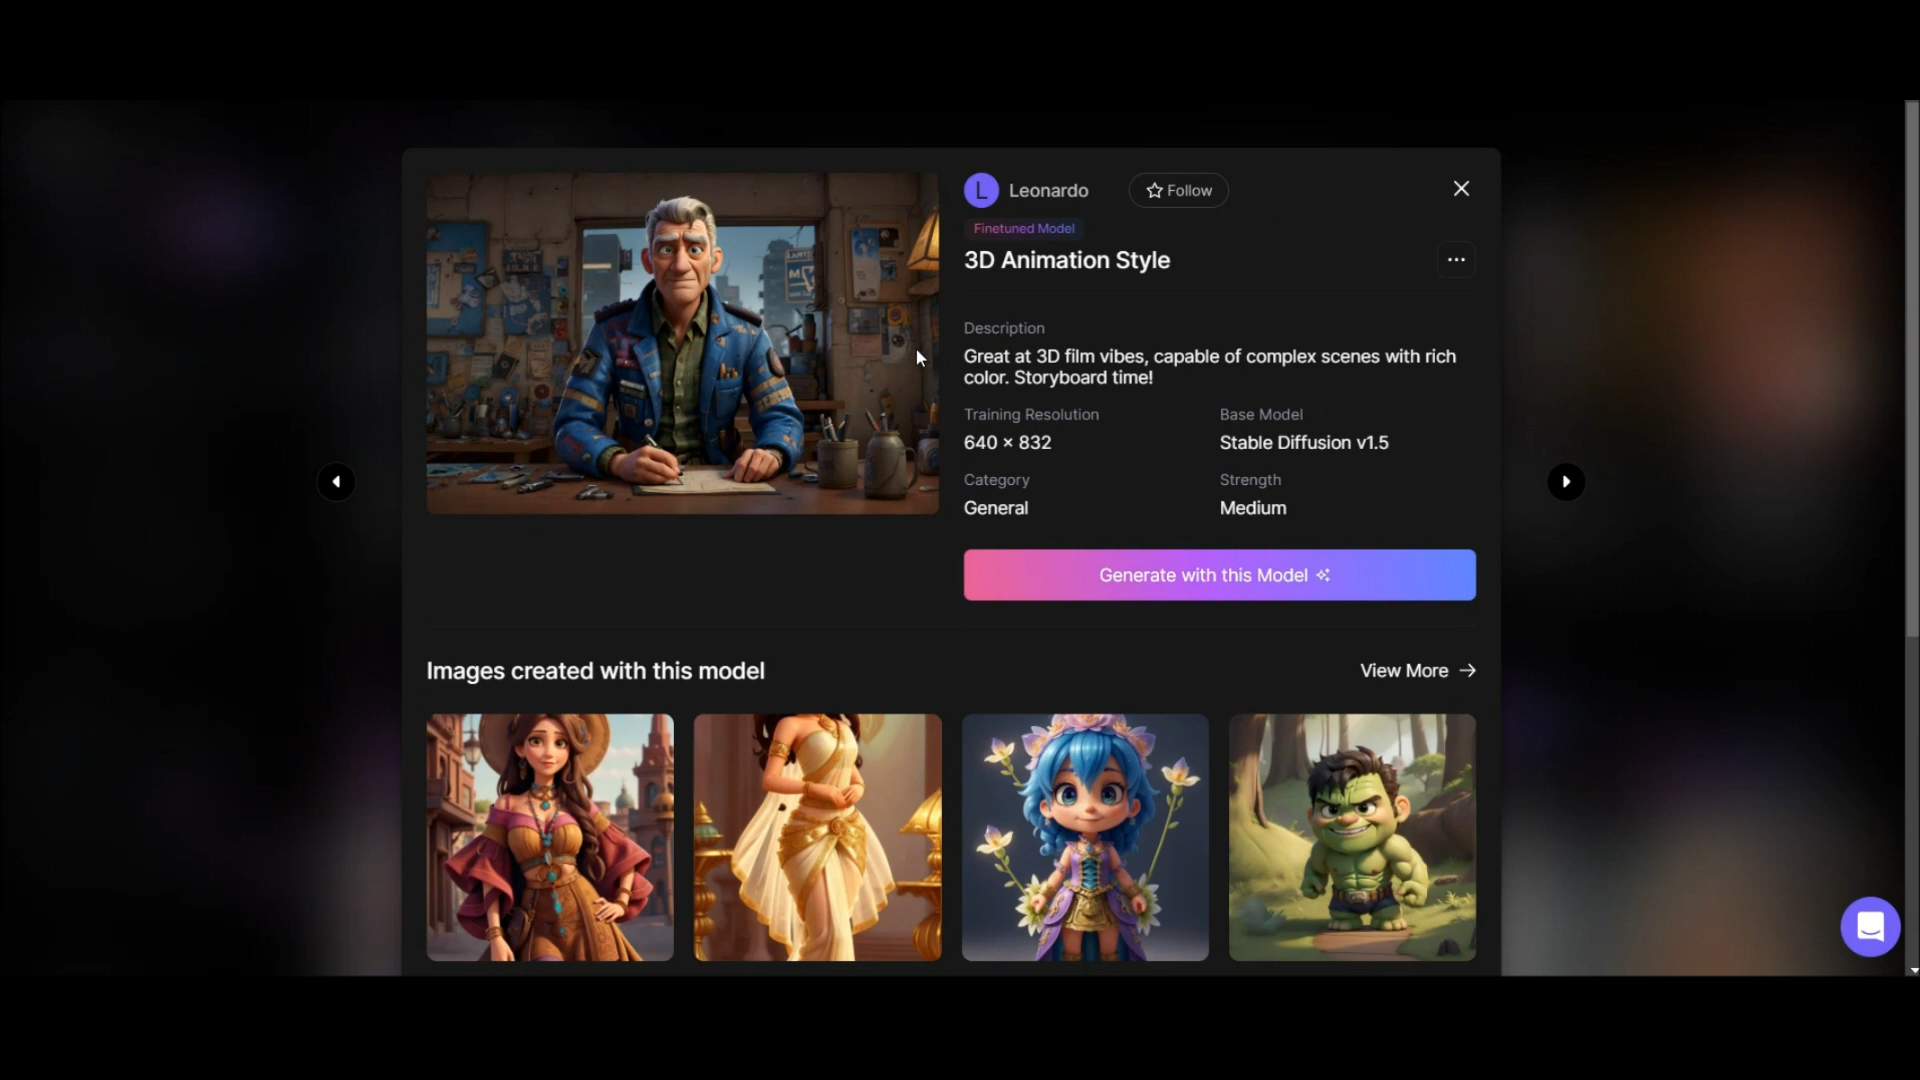 L Leonardo Follow
Finetuned Model
3D Animation Style
Description
Great at 3D film vibes, capable of complex scenes with rich
color. Storyboard time!
Training Resolution Base Model
640 × 832 Stable Diffusion v1.5
Category Strength
General Medium
Generate with this Model
Images created with this model View More